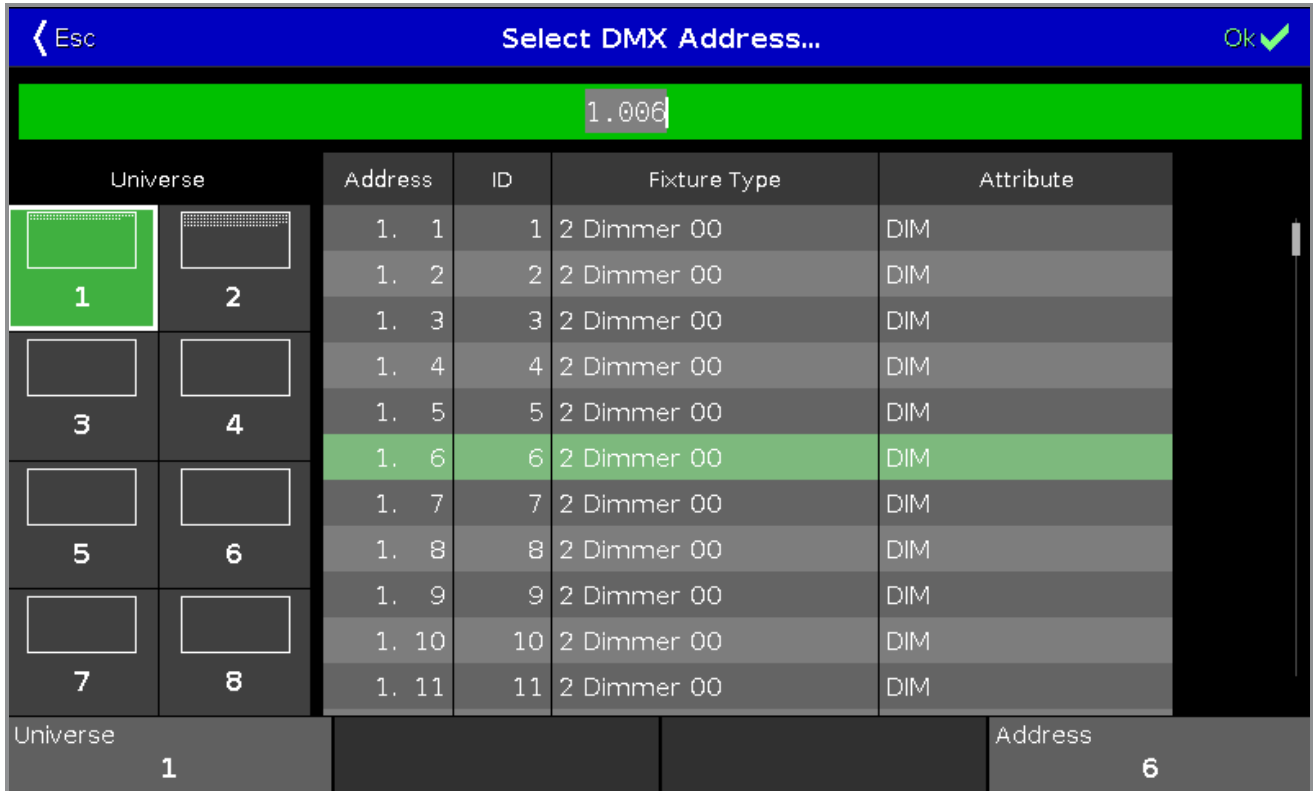 Esc Select DMX Address... Ok
1.006
Universe Address ID Fixture Type Attribute
1. 1 1 2 Dimmer 00 DIM
1. 2 2 2 Dimmer 00 DIM
1 2
1. 3 3 2 Dimmer 00 DIM
1. 4 4 2 Dimmer 00 DIM
1. 5 5 2 Dimmer 00 DIM
3 4
1. 6 6 2 Dimmer 00 DIM
1. 7 7 2 Dimmer 00 DIM
1. 8 8 2 Dimmer 00 DIM
5 6
1. 9 9 2 Dimmer 00 DIM
1. 10 10 2 Dimmer 00 DIM
1. 11 11 2 Dimmer 00 DIM
7 8
Universe Address
1 6